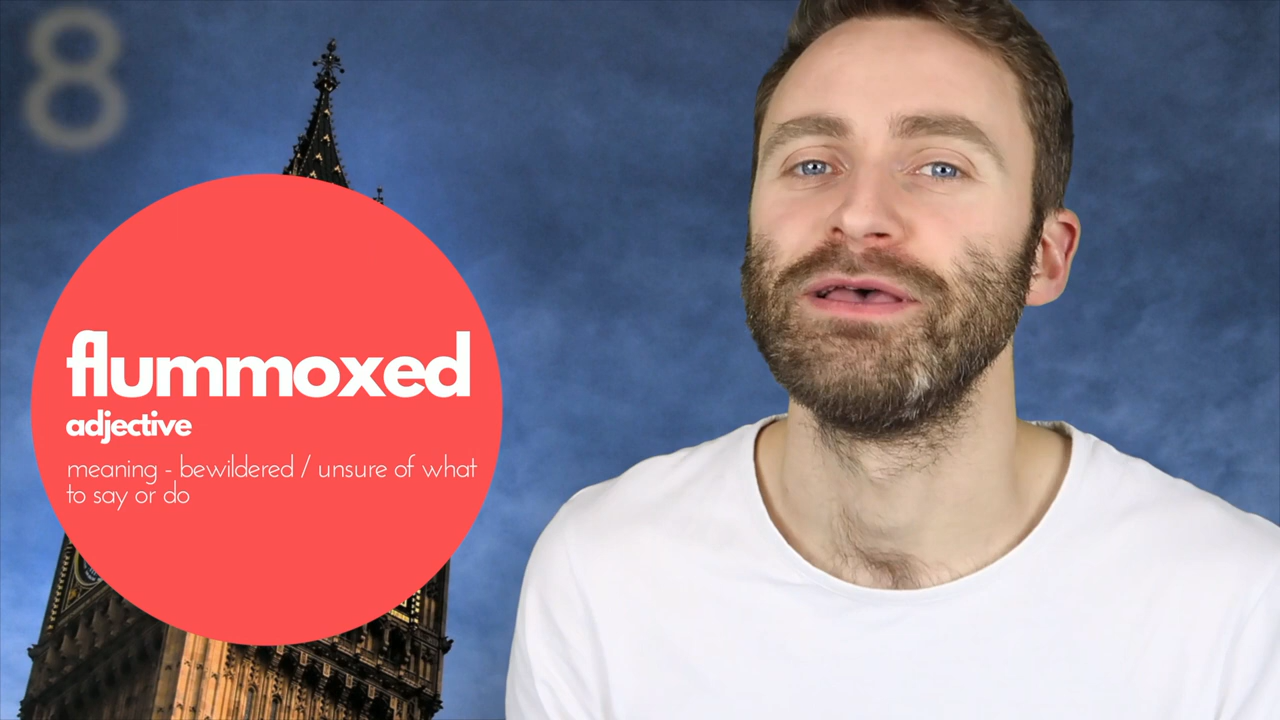 8
flummoxed
adjective
meaning - bewildered / unsure of what
to say or do